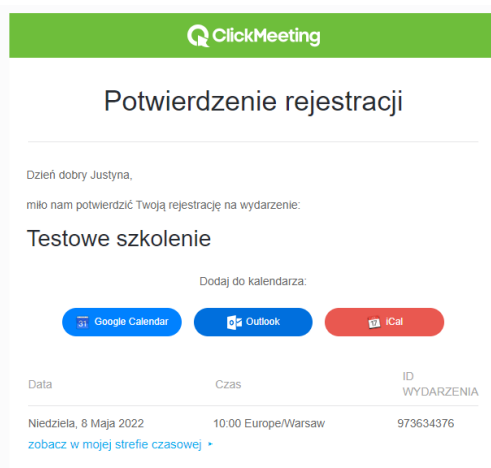 ClickMeeting
Potwierdzenie rejestracji
Dzień dobry Justyna,
miło nam potwierdzić Twoją rejestrację na wydarzenie:
Testowe szkolenie
Dodaj do kalendarza:
31 Google Calendar
Outlook
17 iCal
Data Czas ID
WYDARZENIA
Niedziela, 8 Maja 2022 10:00 Europe/Warsaw 973634376
zobacz w mojej strefie czasowej